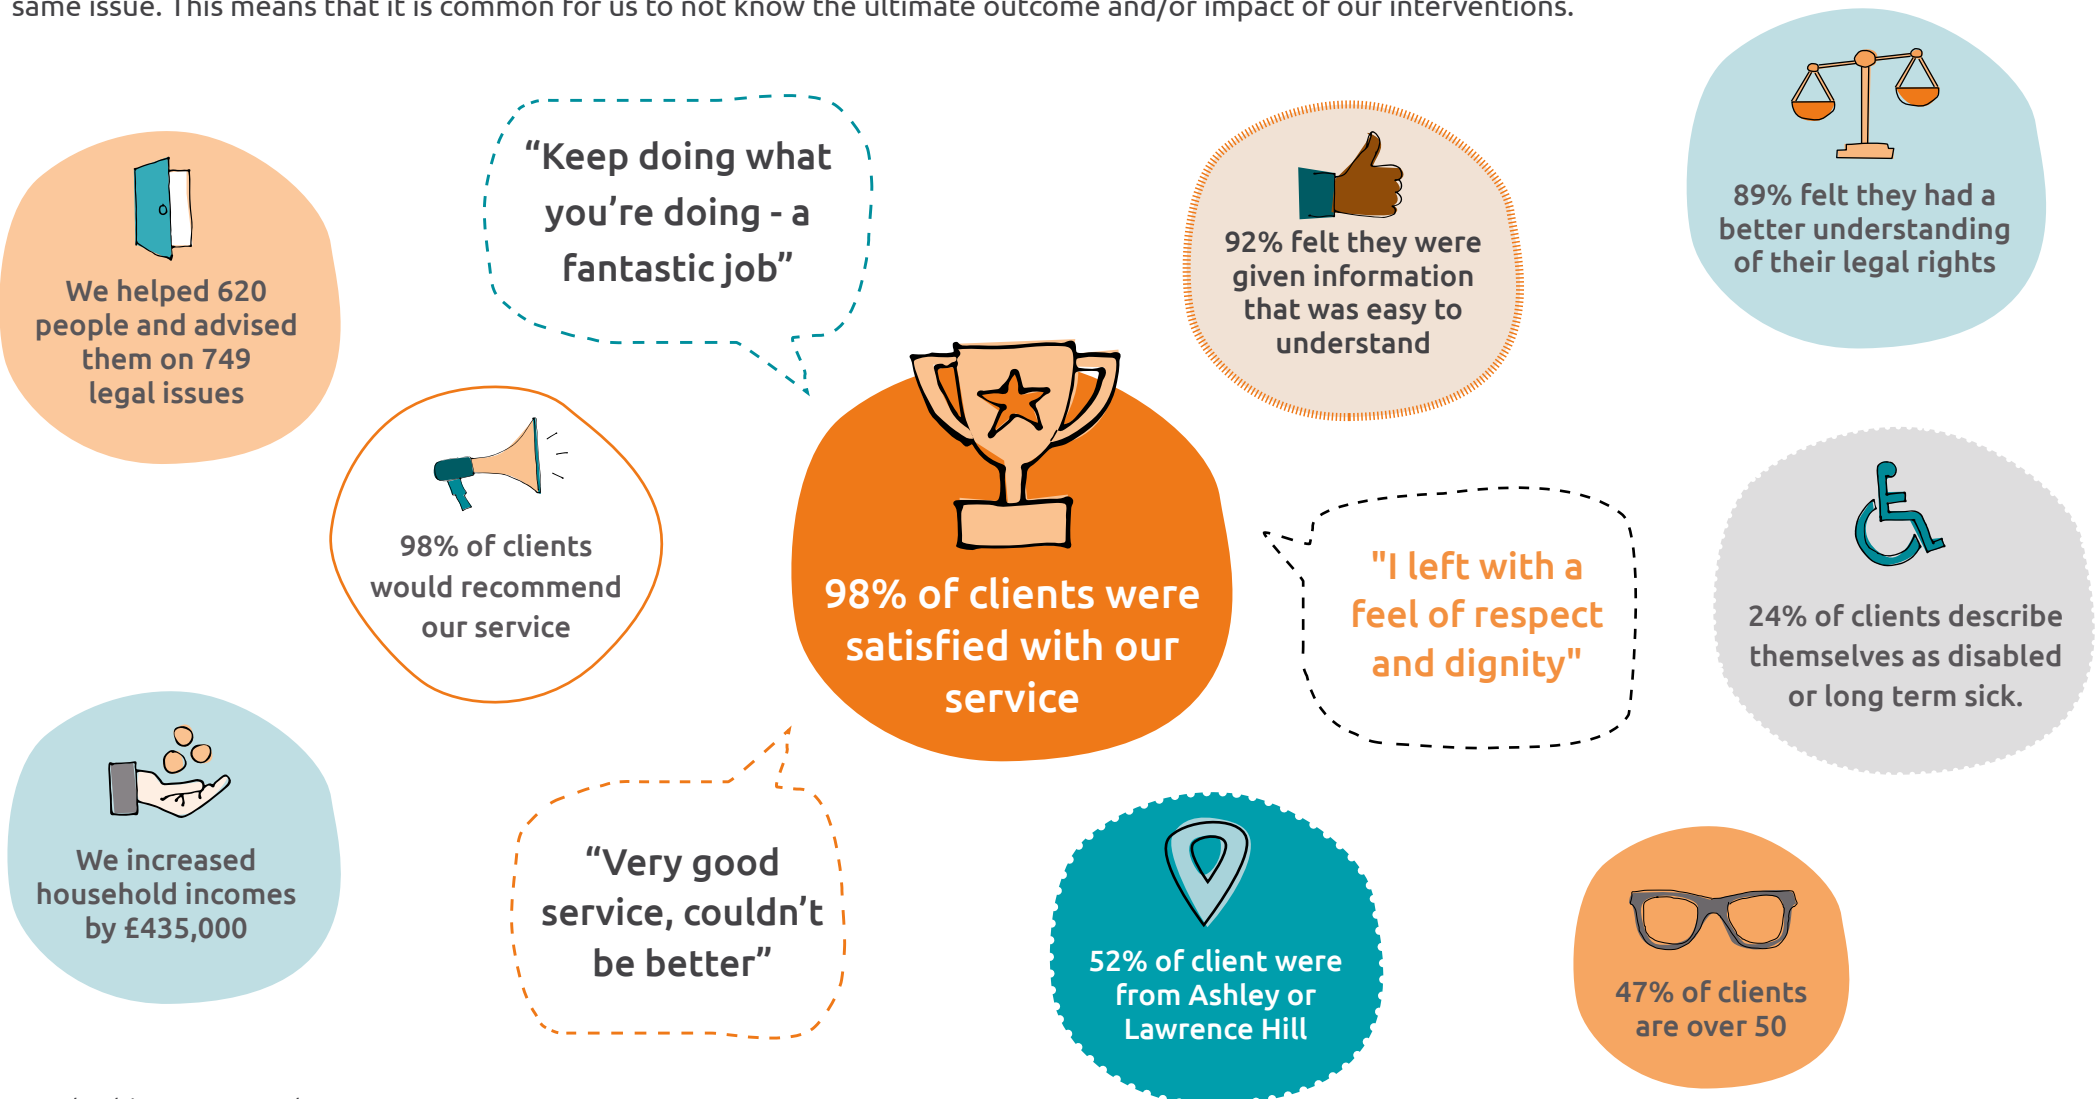 same issue. This means that it is common for us to not know the ultimate outcome and/or impact of our interventions.
“Keep doing what
you’re doing - a
fantastic job”
89% felt they had a
better understanding
of their legal rights
92% felt they were
given information
that was easy to
understand
We helped 620
people and advised
them on 749
legal issues
98% of clients
would recommend
our service
98% of clients were
satisfied with our
service
"I left with a
feel of respect
and dignity"
24% of clients describe
themselves as disabled
or long term sick.
We increased
household incomes
by £435,000
“Very good
service, couldn’t
be better”
52% of client were
from Ashley or
Lawrence Hill
47% of clients
are over 50